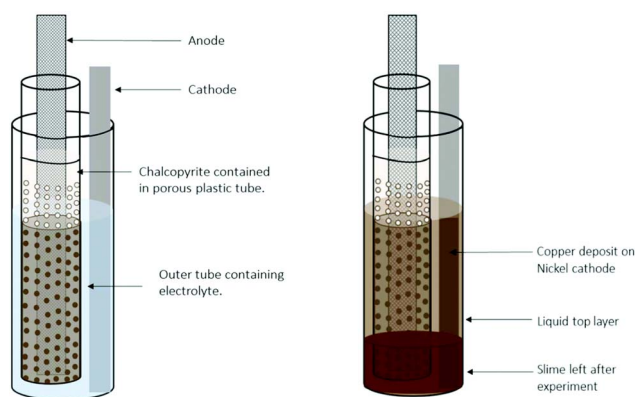 Anode
Cathode
Chalcopyrite contained
in porous plastic tube.
Outer tube containing
electrolyte.
Copper deposit on
Nickel cathode
Liquid top layer
Slime left after
experiment